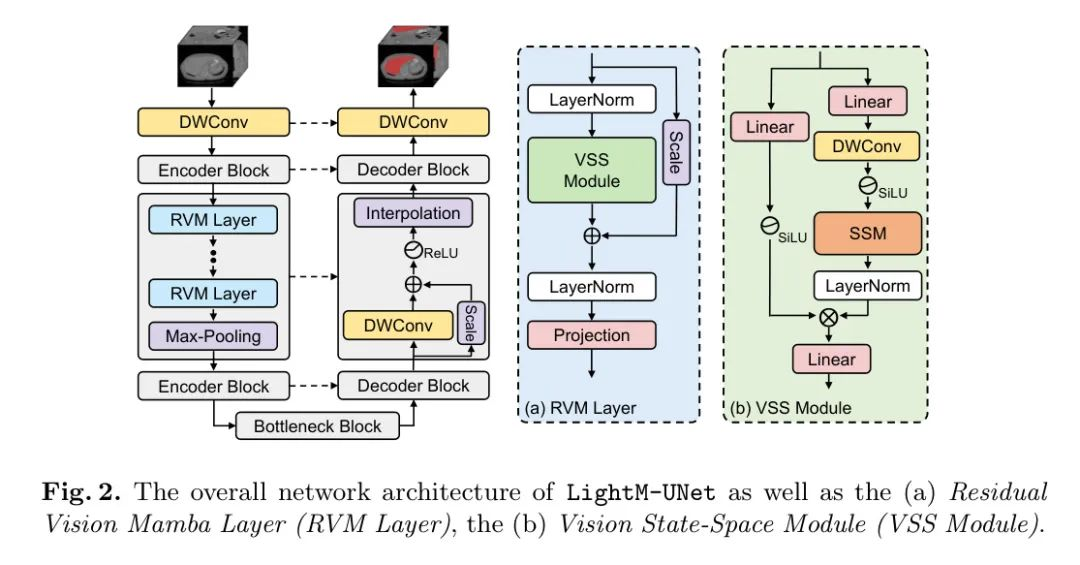 DWConv
Encoder Block
RVM Layer
RVM Layer
Max-Pooling
Encoder Block
Bottleneck Block
DWConv
Decoder Block
Interpolation
ReLU
DWConv
Scale
Decoder Block
LayerNorm
VSS
Module
Scale
LayerNorm
Projection
(a) RVM Layer
Linear
Linear
DWConv
SiLU
SiLU
SSM
LayerNorm
Linear
(b) VSS Module
Fig. 2. The overall network architecture of LightM-UNet as well as the (a) Residual
Vision Mamba Layer (RVM Layer), the (b) Vision State-Space Module (VSS Module).